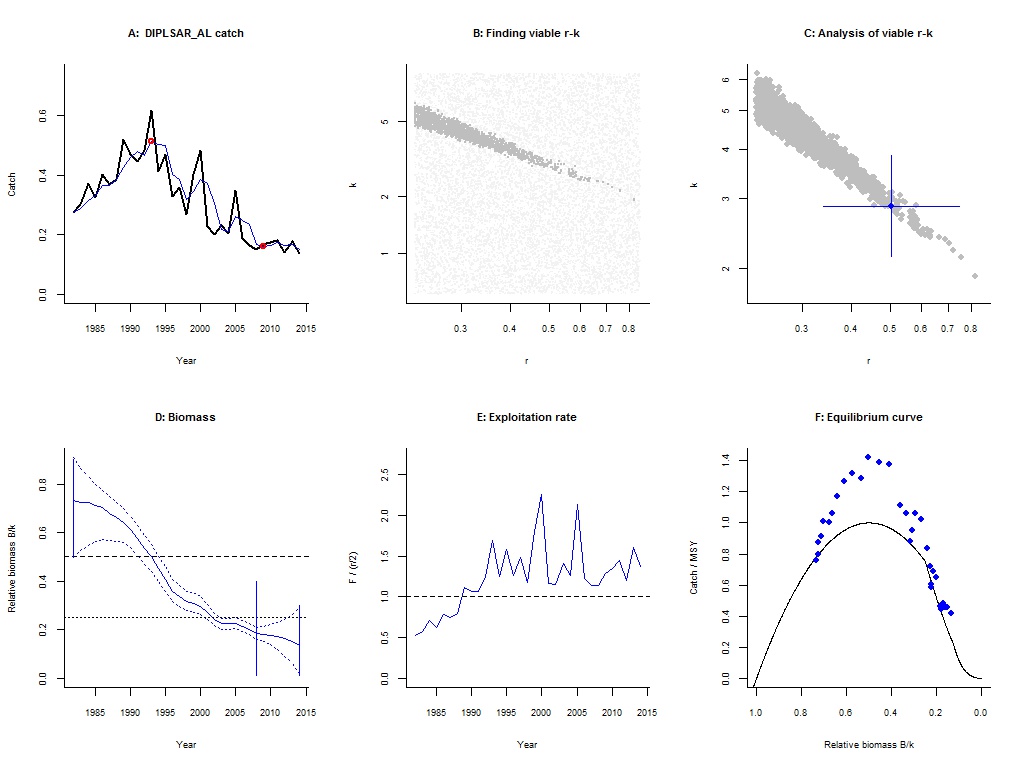 A: DIPLSAR_AL catch
Catch
0.0 0.2 0.4 0.6
1985 1990 1995 2000 2005 2010 2015
Year
B: Finding viable r-k
k
1 2 5
0.3 0.4 0.5 0.6 0.7 0.8
r
C: Analysis of viable r-k
k
2 3 4 5 6
0.3 0.4 0.5 0.6 0.7 0.8
r
D: Biomass
Relative biomass B/k
0.0 0.2 0.4 0.6 0.8
1985 1990 1995 2000 2005 2010 2015
Year
E: Exploitation rate
F / (r/2)
0.0 0.5 1.0 1.5 2.0 2.5
1985 1990 1995 2000 2005 2010 2015
Year
F: Equilibrium curve
Catch / MSY
0.0 0.2 0.4 0.6 0.8 1.0 1.2 1.4
1.0 0.8 0.6 0.4 0.2 0.0
Relative biomass B/k